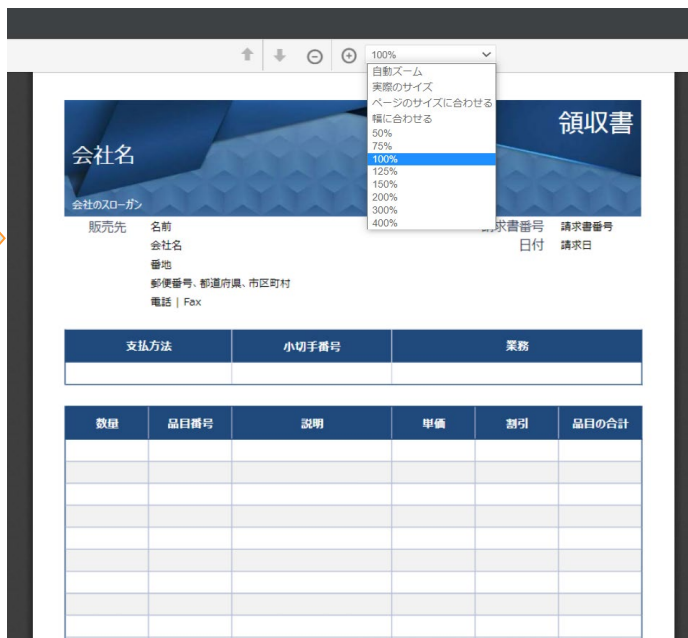 100%
自動ズーム
実際のサイズ
ページのサイズに合わせる
幅に合わせる
50%
75%
100%
125%
150%
200%
300%
400%
領収書
会社名
会社のスローガン
販売先 名前
会社名
番地
郵便番号、都道府県、市区町村
電話 | Fax
求書番号 請求書番号
日付 請求日
支払方法 小切手番号 業務
数量 品目番号 説明 単価 割引 品目の合計